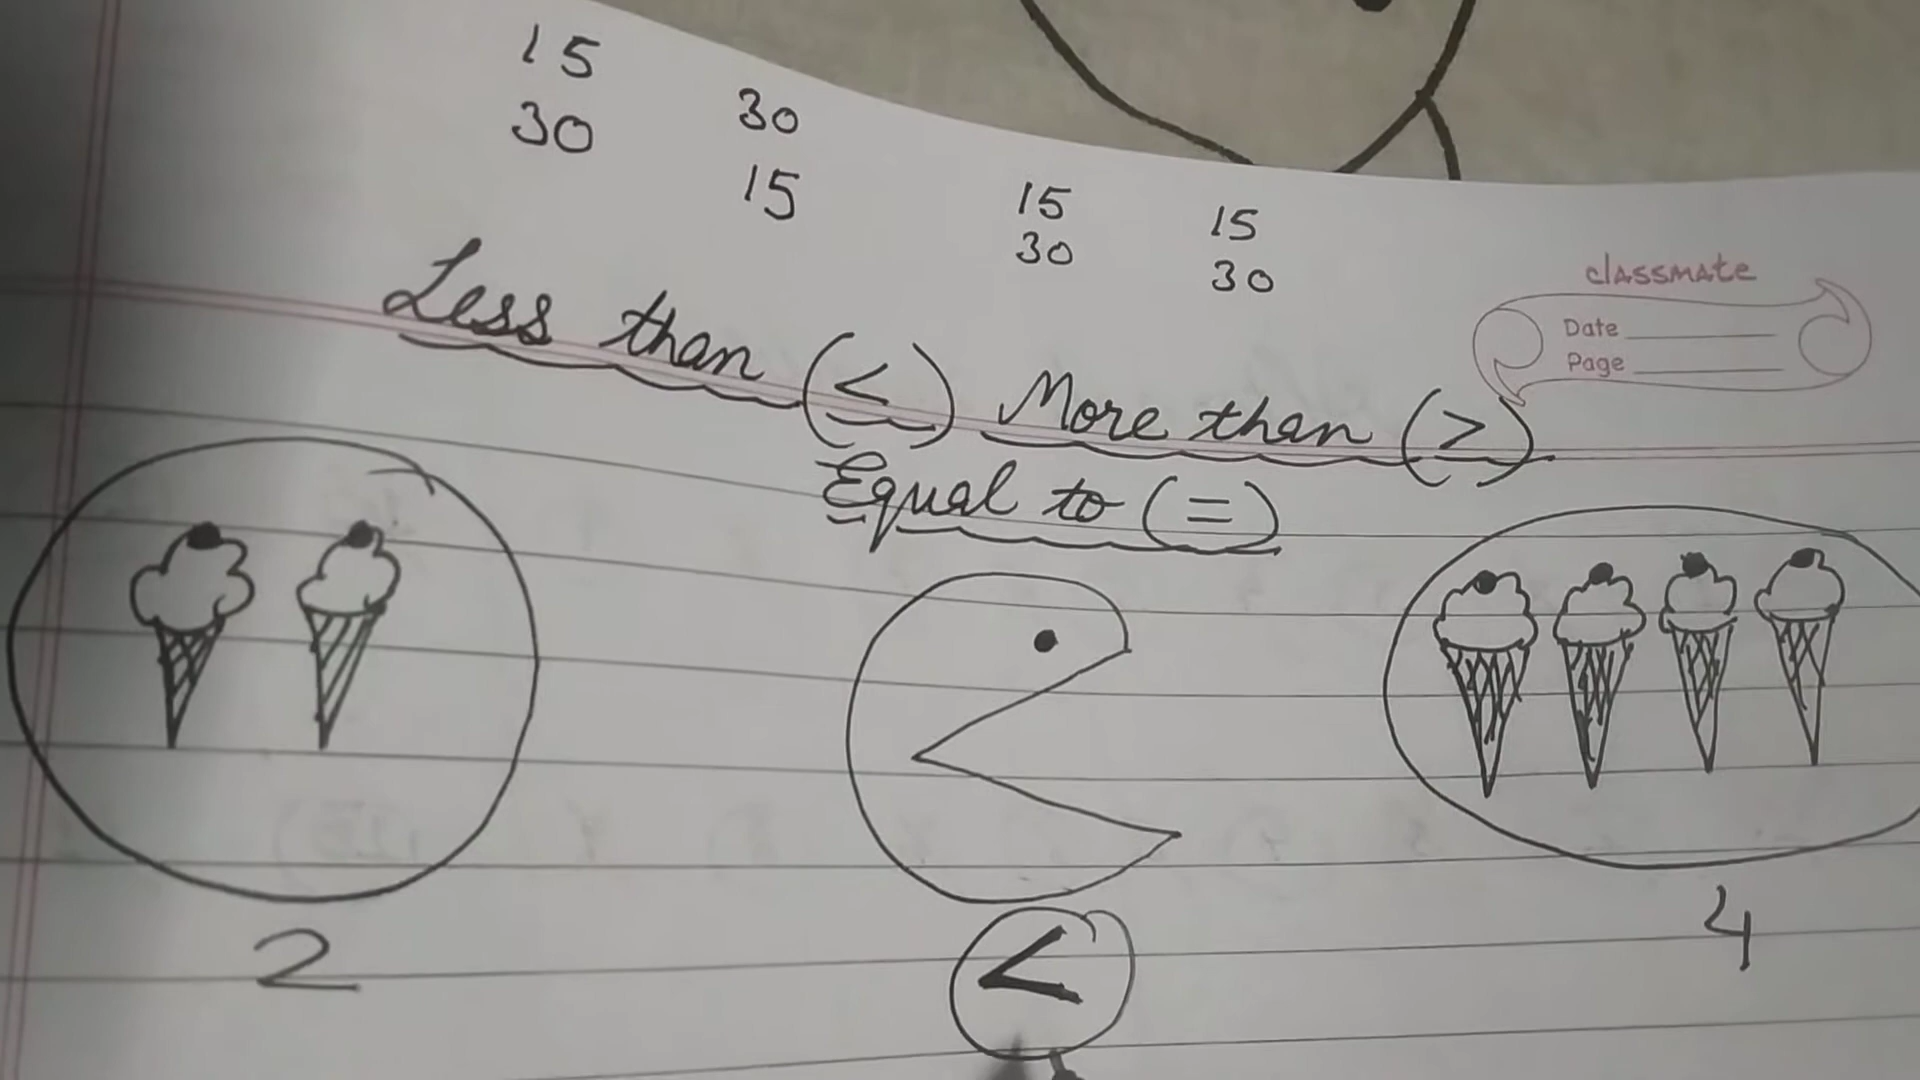 15
30
30
15
15
30
15
30
classmate
Date
Page
Less than (<) More than (>)
Equal to (=)
2 < 4